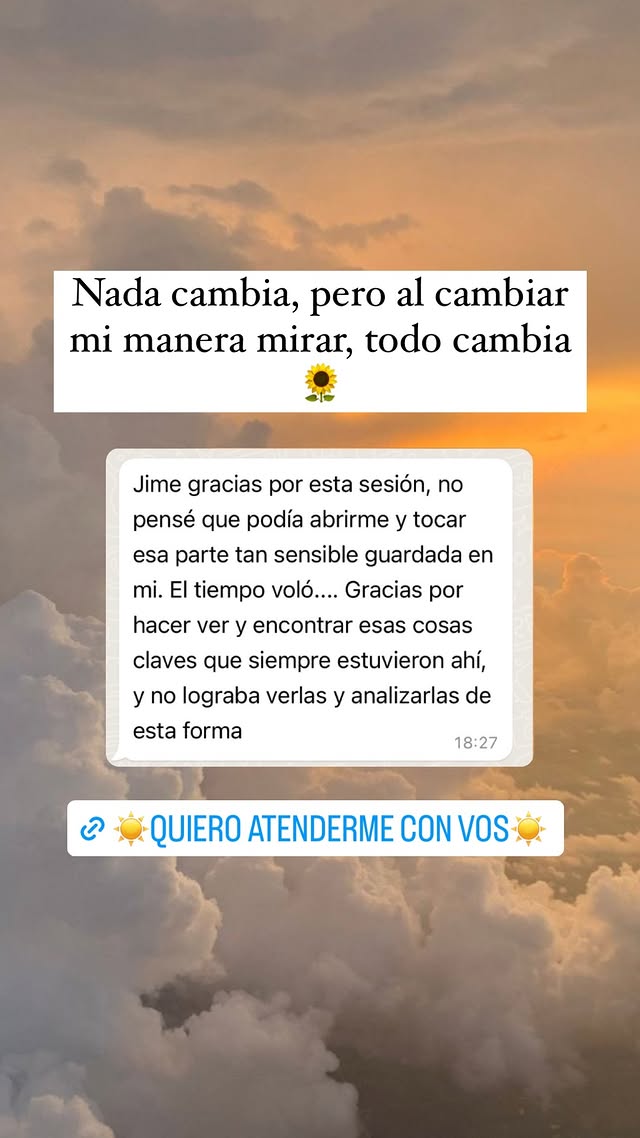 Nada cambia, pero al cambiar
mi manera mirar, todo cambia
🌻
Jime gracias por esta sesión, no
pensé que podía abrirme y tocar
esa parte tan sensible guardada en
mi. El tiempo voló.... Gracias por
hacer ver y encontrar esas cosas
claves que siempre estuvieron ahí,
y no lograba verlas y analizarlas de
esta forma
18:27
☀️QUIERO ATENDERME CON VOS☀️